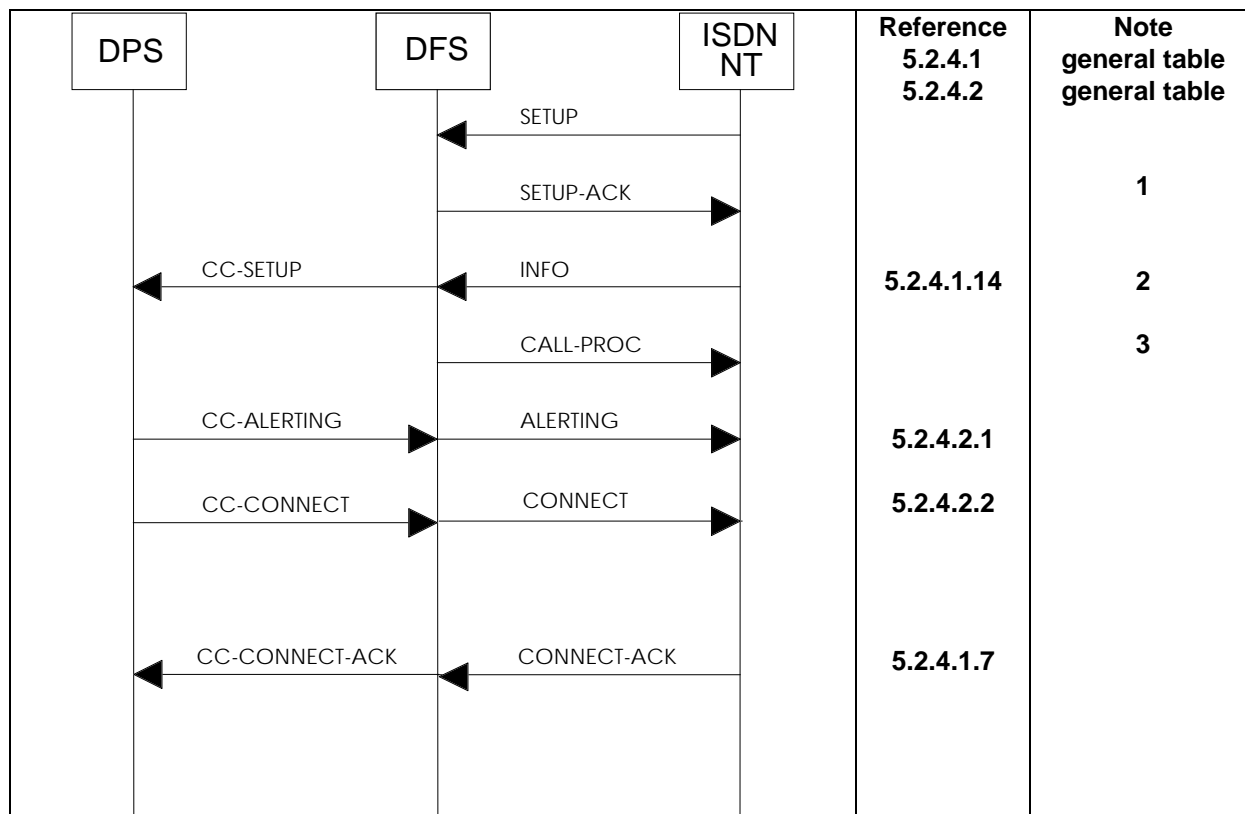 DPS
DFS
ISDN
NT
Reference
5.2.4.1
5.2.4.2
Note
general table
general table
SETUP
SETUP-ACK
1
CC-SETUP
INFO
5.2.4.1.14
2
CALL-PROC
3
CC-ALERTING
ALERTING
5.2.4.2.1
CC-CONNECT
CONNECT
5.2.4.2.2
CC-CONNECT-ACK
CONNECT-ACK
5.2.4.1.7